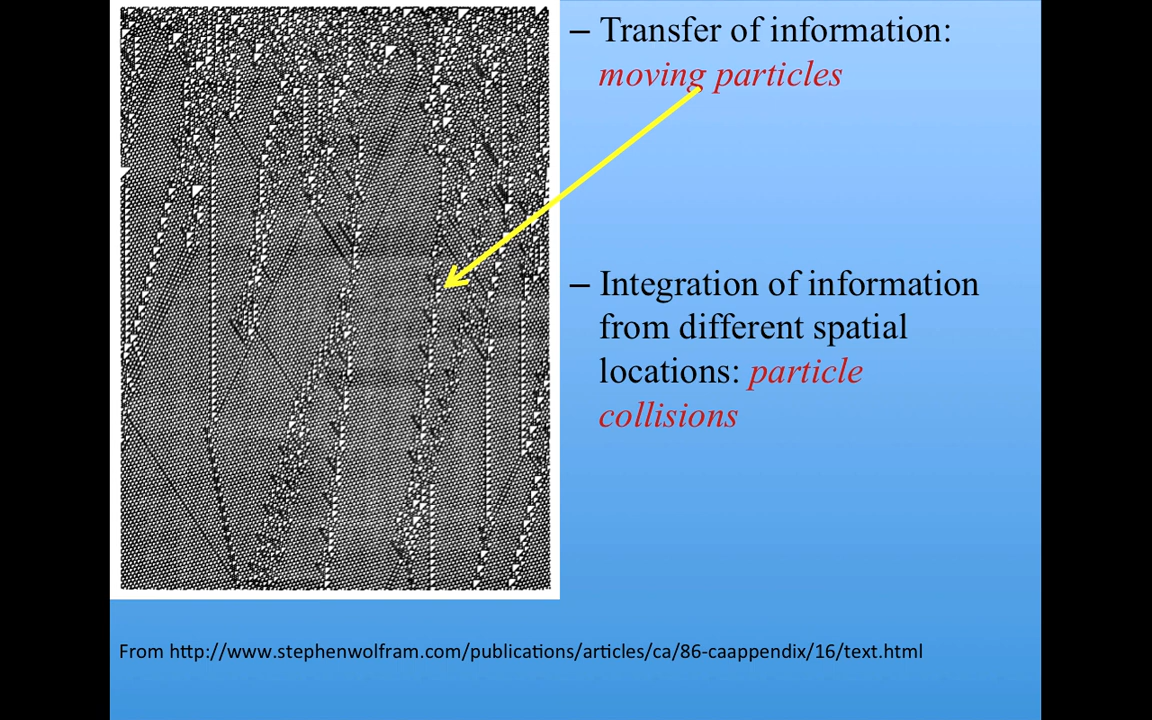 – Transfer of information:
moving particles
– Integration of information
from different spatial
locations: particle
collisions
From http://www.stephenwolfram.com/publications/articles/ca/86-caappendix/16/text.html